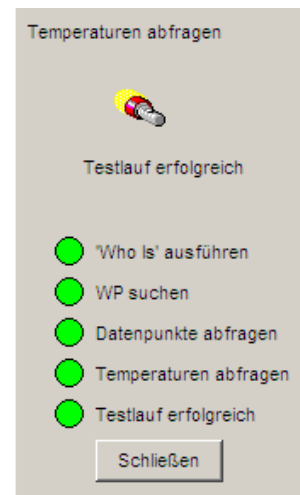 Temperaturen abfragen
Testlauf erfolgreich
'Who Is' ausführen
WP suchen
Datenpunkte abfragen
Temperaturen abfragen
Testlauf erfolgreich
Schließen